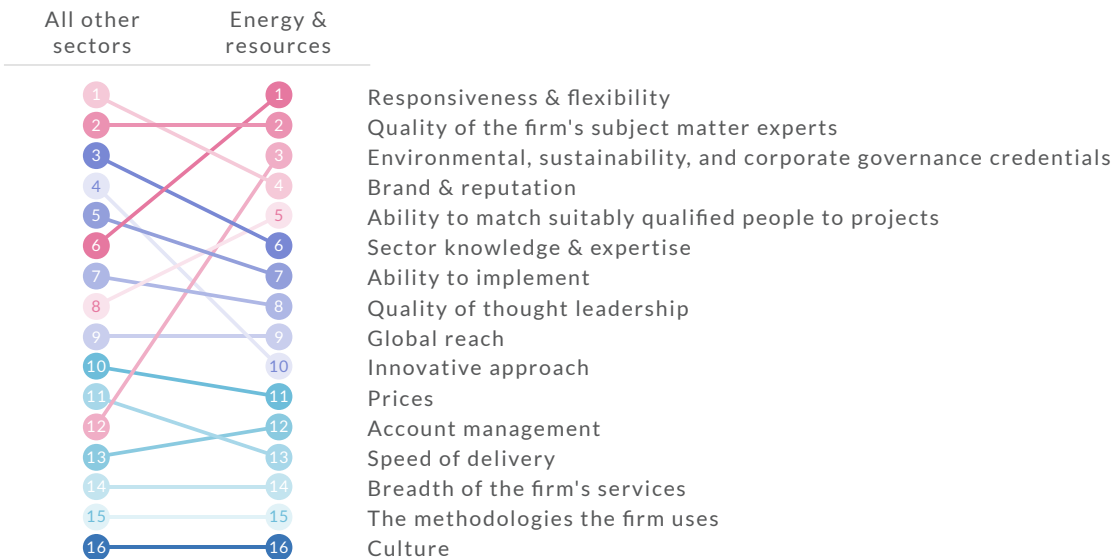 All other sectors
Energy & resources
1 1 Responsiveness & flexibility
2 2 Quality of the firm's subject matter experts
3 3 Environmental, sustainability, and corporate governance credentials
4 4 Brand & reputation
5 5 Ability to match suitably qualified people to projects
6 6 Sector knowledge & expertise
7 7 Ability to implement
8 8 Quality of thought leadership
9 9 Global reach
10 10 Innovative approach
11 11 Prices
12 12 Account management
13 13 Speed of delivery
14 14 Breadth of the firm's services
15 15 The methodologies the firm uses
16 16 Culture